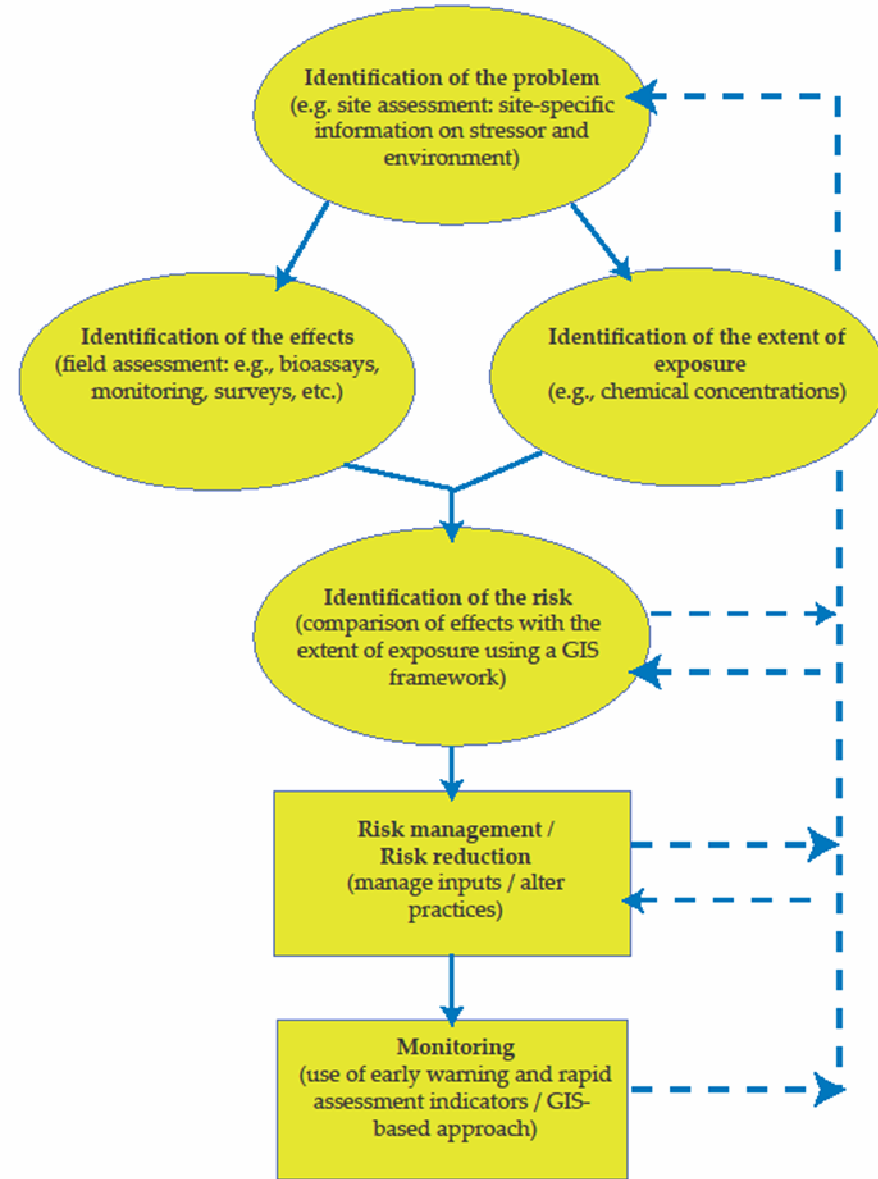 Identification of the problem
(e.g. site assessment: site-specific
information on stressor and
environment)
Identification of the effects
(field assessment: e.g., bioassays,
monitoring, surveys, etc.)
Identification of the extent of
exposure
(e.g., chemical concentrations)
Identification of the risk
(comparison of effects with the
extent of exposure using a GIS
framework)
Risk management /
Risk reduction
(manage inputs / alter
practices)
Monitoring
(use of early warning and rapid
assessment indicators / GIS-
based approach)